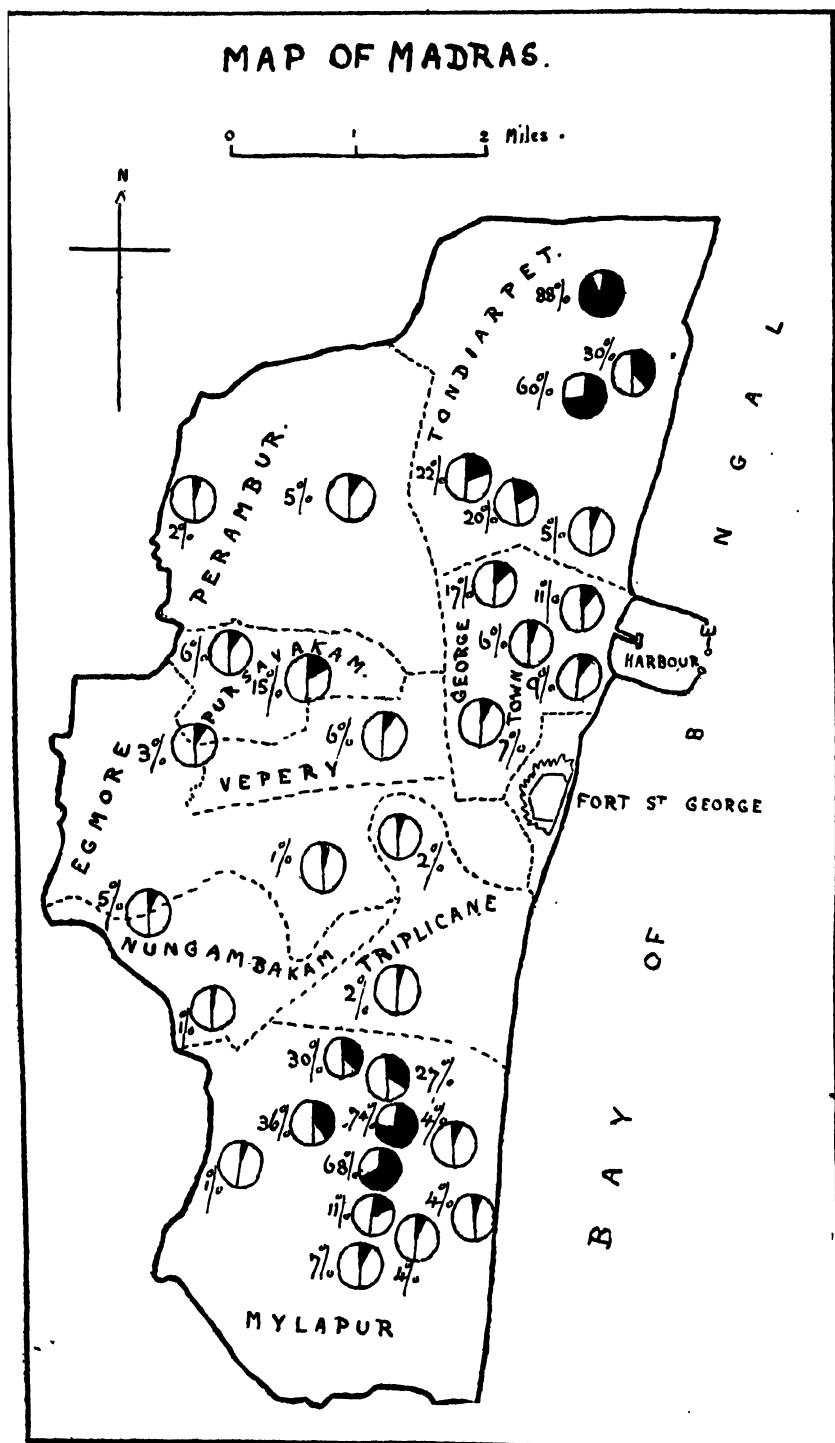 MAP OF MADRAS.
0 1 2 Miles.
N
TONDIARPET.
88%
30%
60%
22%
20%
5%
PERAMBUR.
2%
5%
GEORGE TOWN
17%
11%
6%
9%
7%
HARBOUR
PURSAVAKAM.
6%
15%
3%
VEPERY
6%
FORT ST GEORGE
EGMORE
1%
2%
5%
NUNGAMBAKAM
1%
TRIPLICANE
2%
30%
27%
36%
74%
4%
68%
1%
11%
4%
7%
4%
MYLAPUR
BAY OF BENGAL